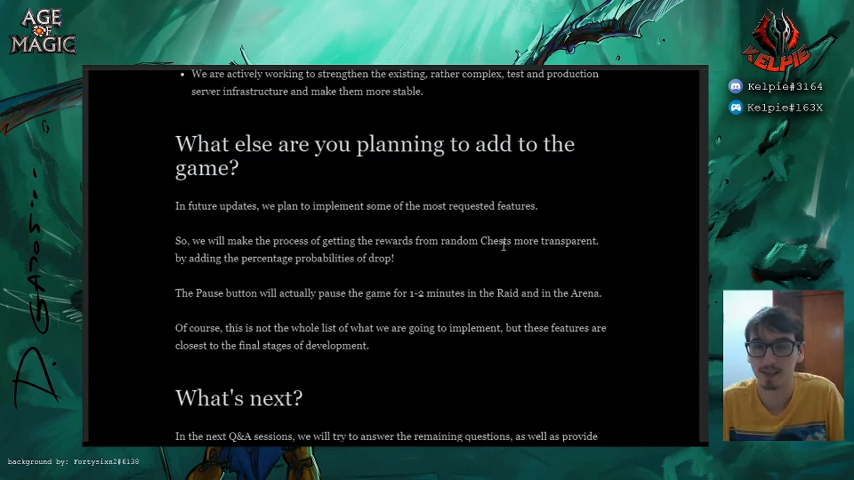 AGE
OF
MAGIC
KELPIE
Kelpie#3164
Kelpie#163X
We are actively working to strengthen the existing, rather complex, test and production
server infrastructure and make them more stable.
What else are you planning to add to the
game?
In future updates, we plan to implement some of the most requested features.
So, we will make the process of getting the rewards from random Chests more transparent.
by adding the percentage probabilities of drop!
The Pause button will actually pause the game for 1-2 minutes in the Raid and in the Arena.
Of course, this is not the whole list of what we are going to implement, but these features are
closest to the final stages of development.
What's next?
In the next Q&A sessions, we will try to answer the remaining questions, as well as provide
background by: Fortysixn2#6138